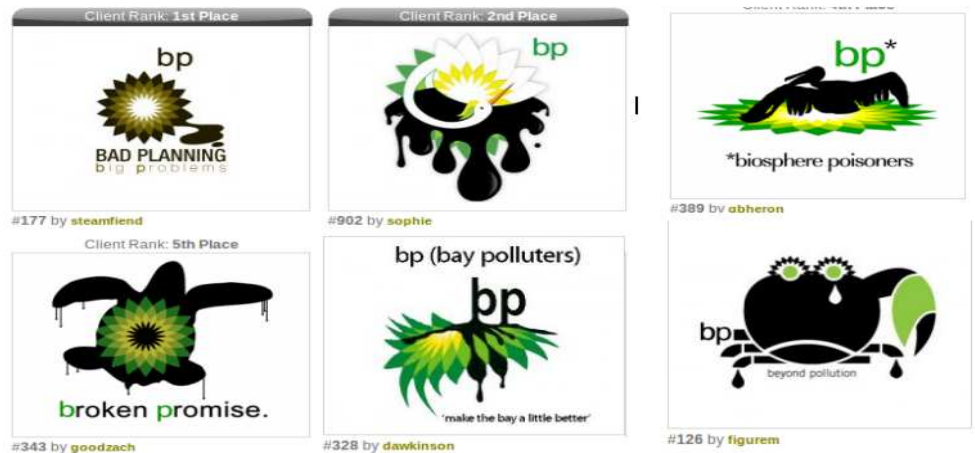 Client Rank: 1st Place
bp
BAD PLANNING
big problems
#177 by steamfiend
Client Rank: 2nd Place
bp
#902 by sophie
bp*
*biosphere poisoners
#389 by abheron
Client Rank: 5th Place
broken promise.
#343 by goodzach
bp (bay polluters)
bp
'make the bay a little better'
#328 by dawkinson
bp
beyond pollution
#126 by figurem